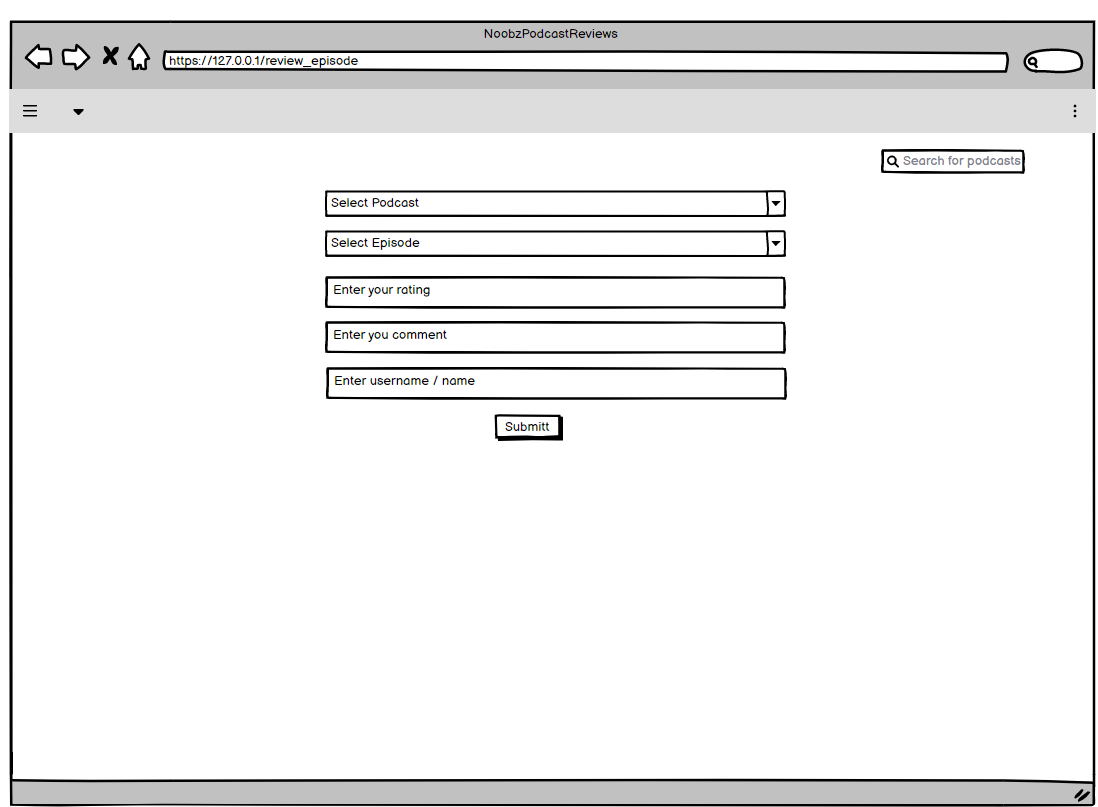 NoobzPodcastReviews
https://127.0.0.1/review_episode
Search for podcasts
Select Podcast
Select Episode
Enter your rating
Enter you comment
Enter username / name
Submitt